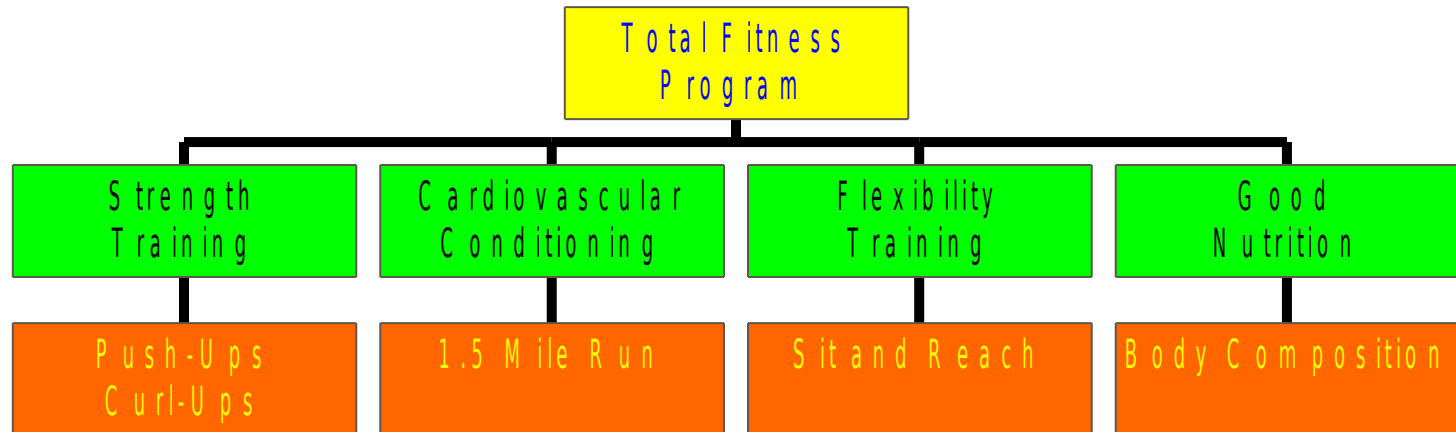 Total Fitness
Program
Strength
Training
Cardiovascular
Conditioning
Flexibility
Training
Good
Nutrition
Push-Ups
Curl-Ups
1.5 Mile Run
Sit and Reach
Body Composition